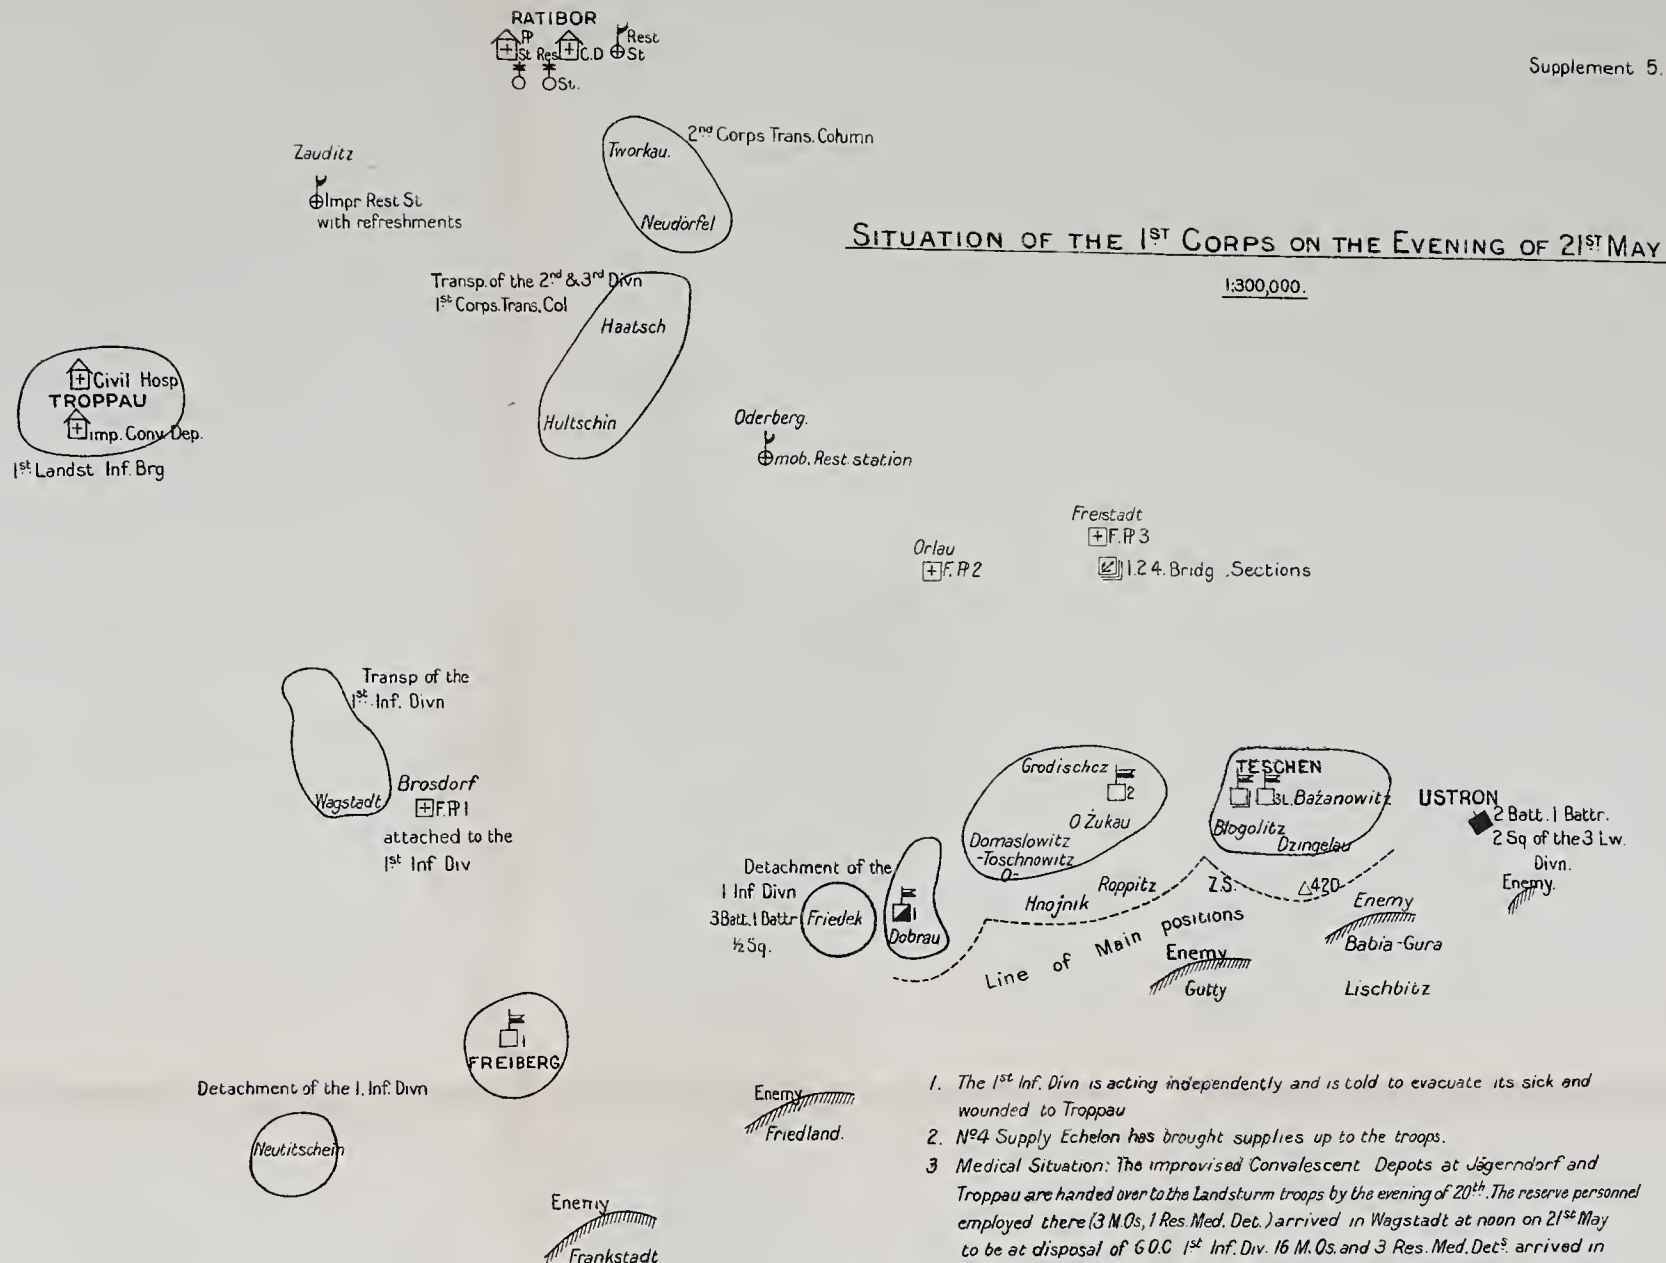 RATIBOR
St Res C.D Rest
St
St.
Supplement 5.
Zauditz
Impr Rest St
with refreshments
2nd Corps Trans. Column
Tworkau.
Neudörfel
SITUATION OF THE 1ST CORPS ON THE EVENING OF 21ST MAY
1:300,000.
Transp. of the 2nd & 3rd Divn
1st Corps. Trans. Col
Haatsch
Hultschin
Civil Hosp
TROPPAU
imp. Conv. Dep.
1st Landst Inf. Brg
Oderberg.
mob. Rest. station
Freistadt
F.P 3
1.2 4. Bridg. Sections
Orlau
F.P 2
Transp of the
1st Inf. Divn
Wagstadt
Brosdorf
F.P 1
attached to the
1st Inf Div
Grodischcz
2
O Żukau
Domaslowitz
-Toschnowitz
O-
TESCHEN
3L. Bażanowitz
Blogolitz
Dzingelau
USTRON
2 Batt. 1 Battr.
2 Sq of the 3 Lw.
Divn.
Enemy.
Detachment of the
1 Inf Divn
3 Batt. 1 Battr
½ Sq.
Friedek
1
Dobrau
Hnojnik
Roppitz
Z.S.
△420
Line of Main positions
Enemy
Babia-Gura
Enemy
Gutty
Lischbitz
1
FREIBERG
Detachment of the 1. Inf. Divn
Neutitschein
Enemy
Friedland.
Enemy
Frankstadt
1. The 1st Inf. Divn is acting independently and is told to evacuate its sick and
wounded to Troppau
2. No4 Supply Echelon has brought supplies up to the troops.
3 Medical Situation: The improvised Convalescent Depots at Jägerndorf and
Troppau are handed over to the Landsturm troops by the evening of 20th. The reserve personnel
employed there (3 M.Os, 1 Res. Med. Det.) arrived in Wagstadt at noon on 21st May
to be at disposal of G.O.C 1st Inf. Div. 16 M.Os. and 3 Res. Med. Dets. arrived in